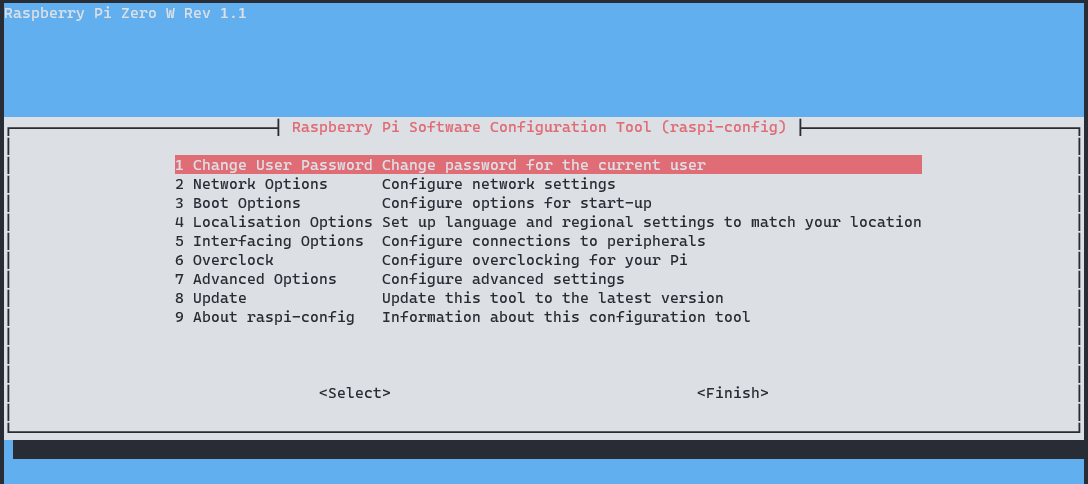 Raspberry Pi Zero W Rev 1.1
Raspberry Pi Software Configuration Tool (raspi-config)
1 Change User Password Change password for the current user
2 Network Options Configure network settings
3 Boot Options Configure options for start-up
4 Localisation Options Set up language and regional settings to match your location
5 Interfacing Options Configure connections to peripherals
6 Overclock Configure overclocking for your Pi
7 Advanced Options Configure advanced settings
8 Update Update this tool to the latest version
9 About raspi-config Information about this configuration tool
<Select> <Finish>